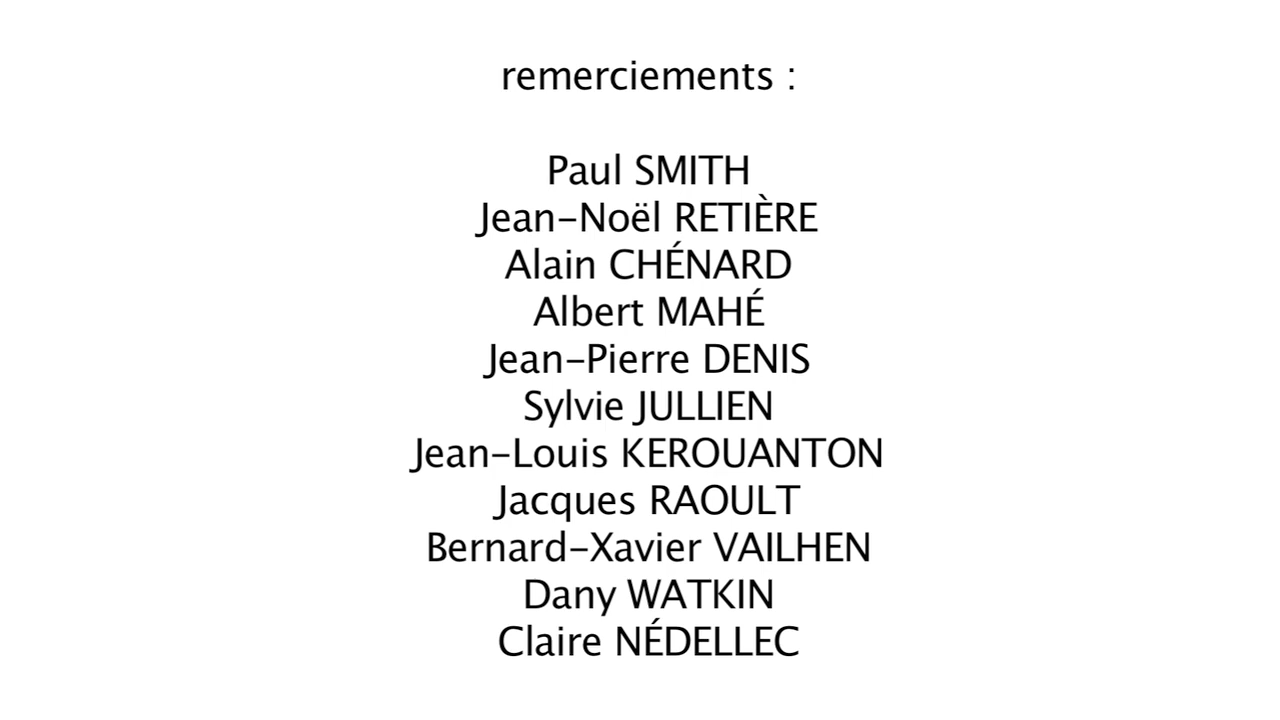 remerciements :
Paul SMITH
Jean-Noël RETIÈRE
Alain CHÉNARD
Albert MAHÉ
Jean-Pierre DENIS
Sylvie JULLIEN
Jean-Louis KEROUANTON
Jacques RAOULT
Bernard-Xavier VAILHEN
Dany WATKIN
Claire NÉDELLEC